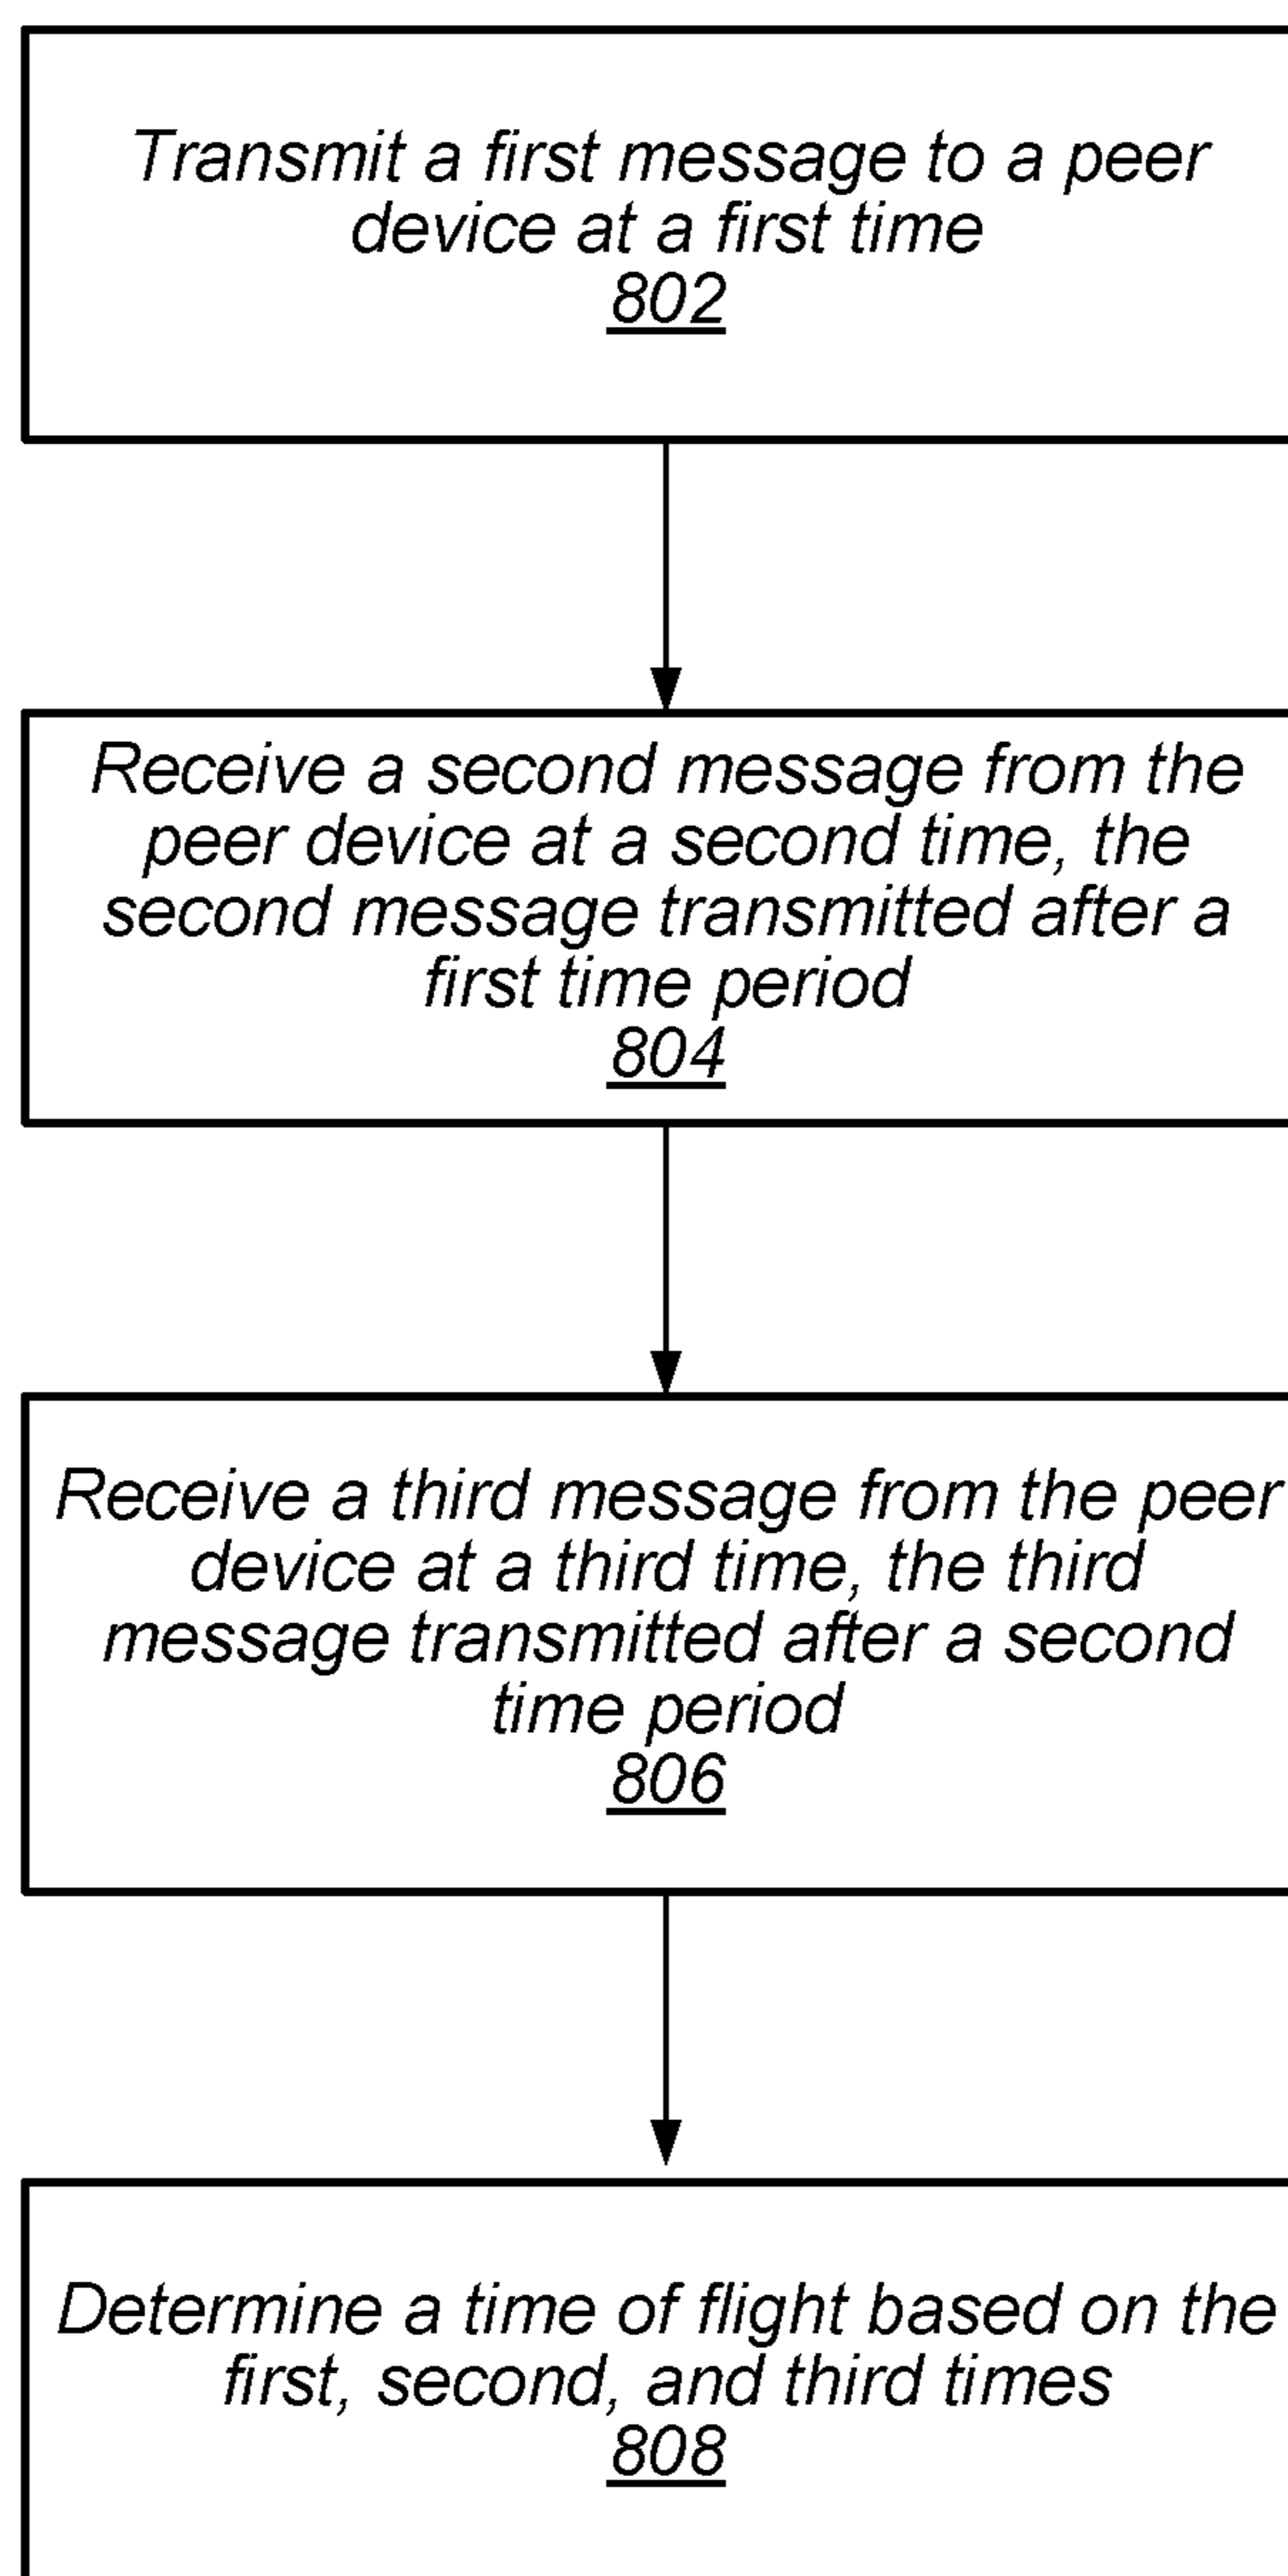 Transmit a first message to a peer
device at a first time
802
Receive a second message from the
peer device at a second time, the
second message transmitted after a
first time period
804
Receive a third message from the peer
device at a third time, the third
message transmitted after a second
time period
806
Determine a time of flight based on the
first, second, and third times
808